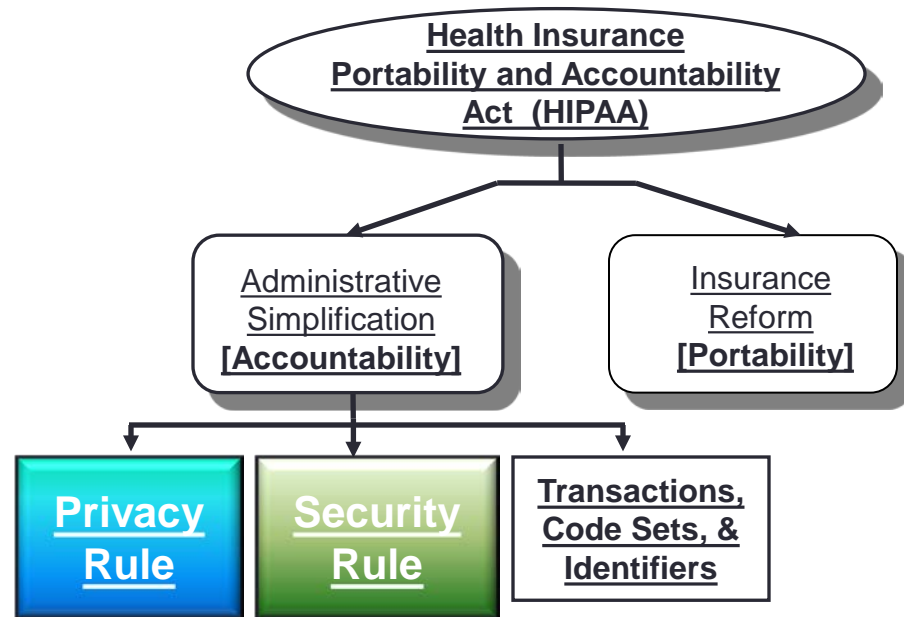 Health Insurance
Portability and Accountability
Act (HIPAA)
Administrative
Simplification
[Accountability]
Insurance
Reform
[Portability]
Privacy
Rule
Security
Rule
Transactions,
Code Sets, &
Identifiers